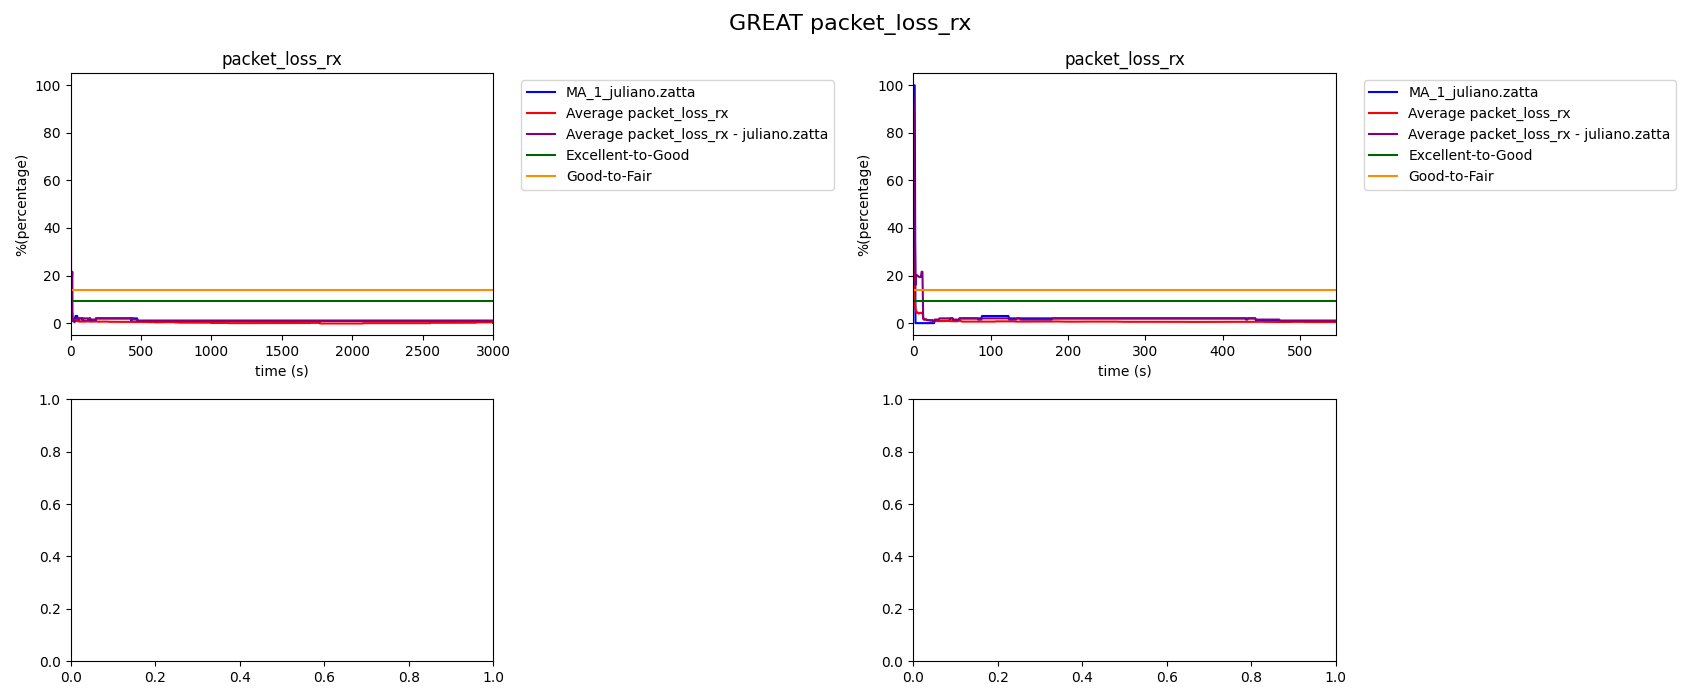 GREAT packet_loss_rx
packet_loss_rx
100
80
60
40
20
0
%(percentage)
0 500 1000 1500 2000 2500 3000
time (s)
MA_1_juliano.zatta
Average packet_loss_rx
Average packet_loss_rx - juliano.zatta
Excellent-to-Good
Good-to-Fair
packet_loss_rx
100
80
60
40
20
0
%(percentage)
0 100 200 300 400 500
time (s)
MA_1_juliano.zatta
Average packet_loss_rx
Average packet_loss_rx - juliano.zatta
Excellent-to-Good
Good-to-Fair
1.0
0.8
0.6
0.4
0.2
0.0
0.0 0.2 0.4 0.6 0.8 1.0
1.0
0.8
0.6
0.4
0.2
0.0
0.0 0.2 0.4 0.6 0.8 1.0